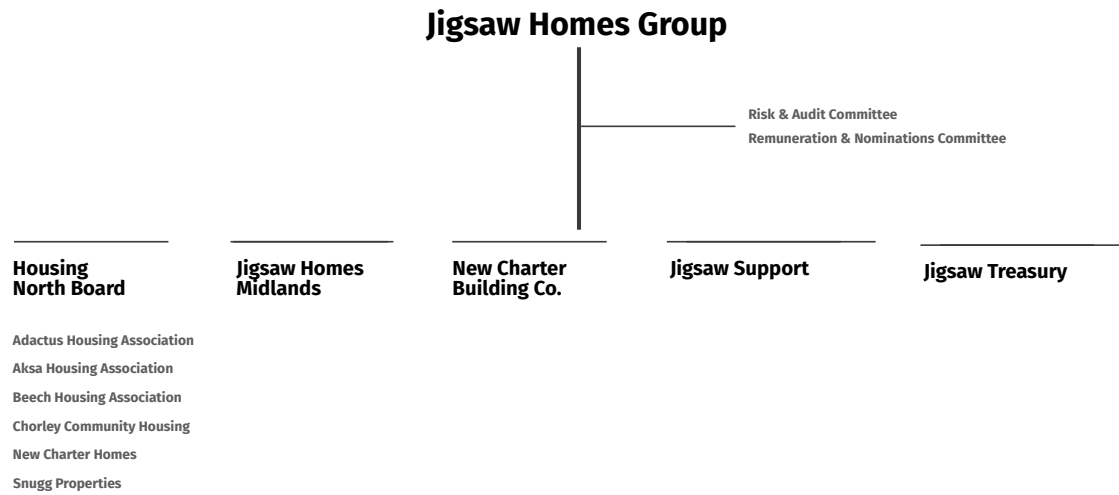 Jigsaw Homes Group
Risk & Audit Committee
Remuneration & Nominations Committee
Housing
North Board
Jigsaw Homes
Midlands
New Charter
Building Co.
Jigsaw Support
Jigsaw Treasury
Adactus Housing Association
Aksa Housing Association
Beech Housing Association
Chorley Community Housing
New Charter Homes
Snugg Properties